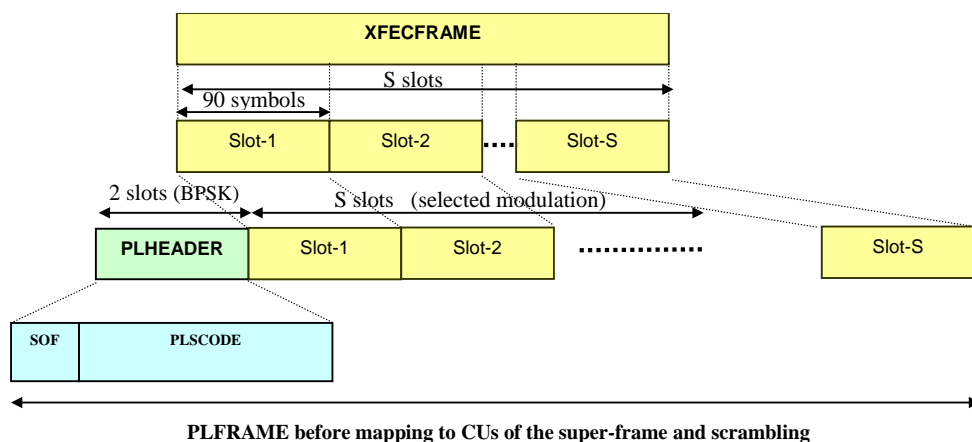 XFECFRAME
S slots
90 symbols
Slot-1 Slot-2 Slot-S
2 slots (BPSK) S slots (selected modulation)
PLHEADER Slot-1 Slot-2 Slot-S
SOF PLSCODE
PLFRAME before mapping to CUs of the super-frame and scrambling